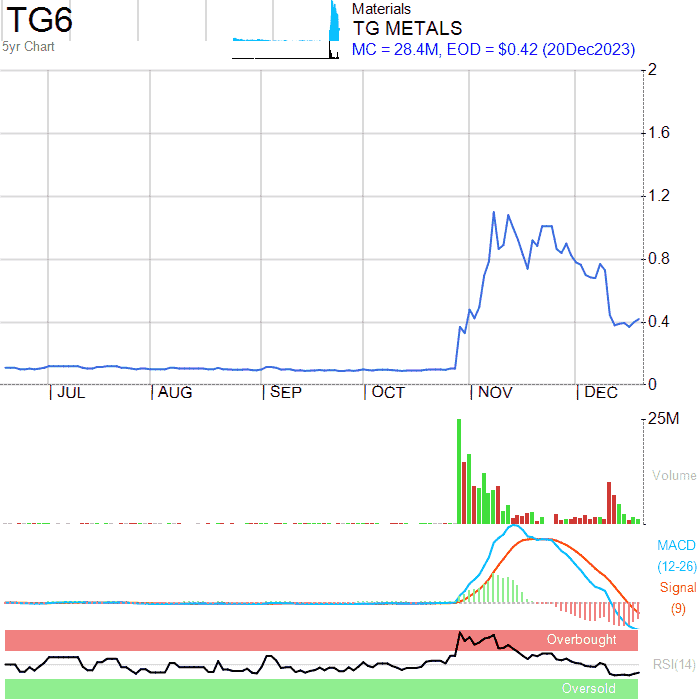 TG6
5yr Chart
Materials
TG METALS
MC = 28.4M, EOD = $0.42 (20Dec2023)
2
1.6
1.2
0.8
0.4
0
JUL
AUG
SEP
OCT
NOV
DEC
25M
Volume
MACD
(12-26)
Signal
(9)
Overbought
RSI(14)
Oversold